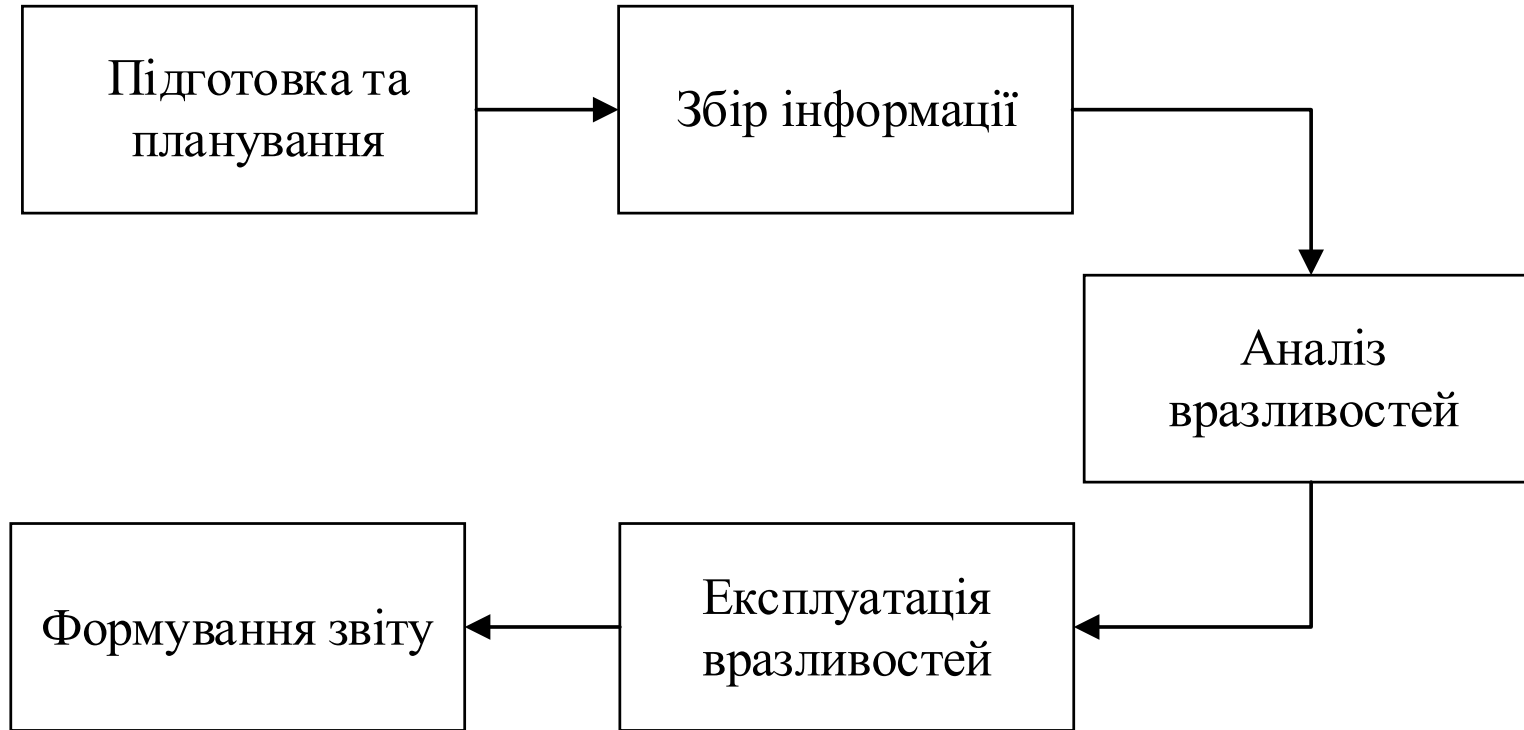 Підготовка та
планування
Збір інформації
Аналіз
вразливостей
Експлуатація
вразливостей
Формування звіту